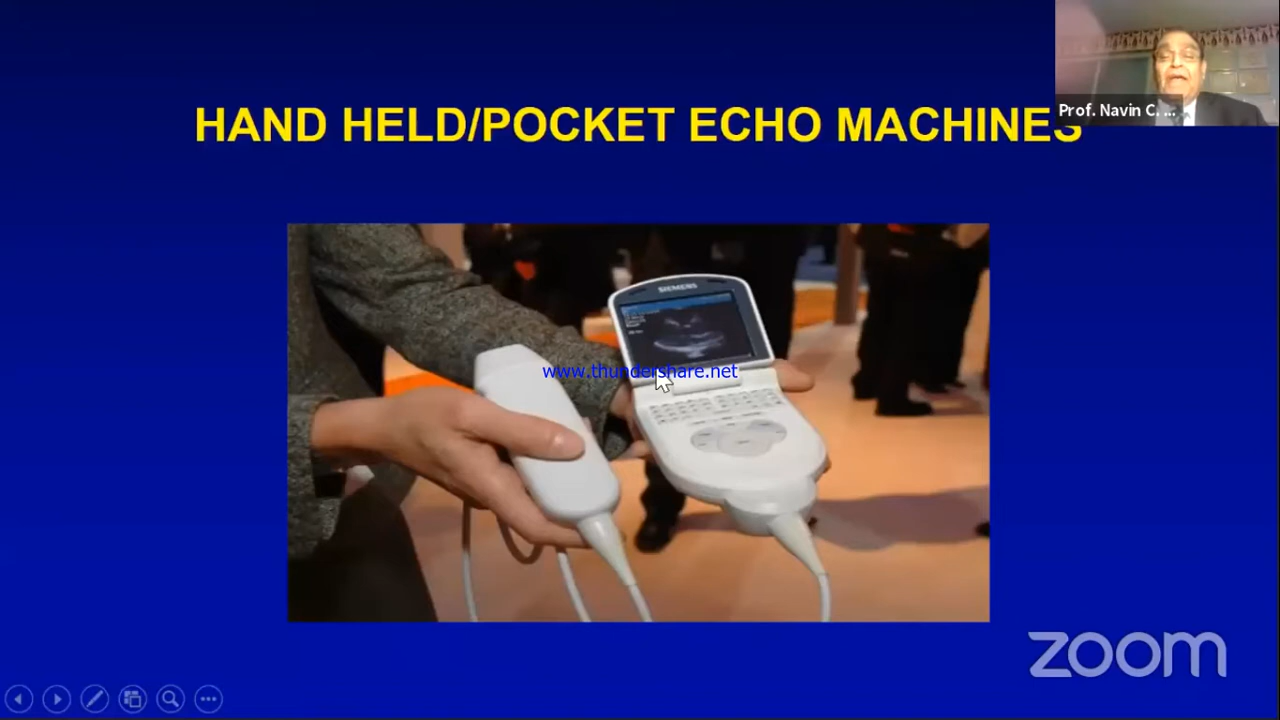 HAND HELD/POCKET ECHO MACHINES
Prof. Navin C. ...
SIEMENS
www.thundershare.net
zoom